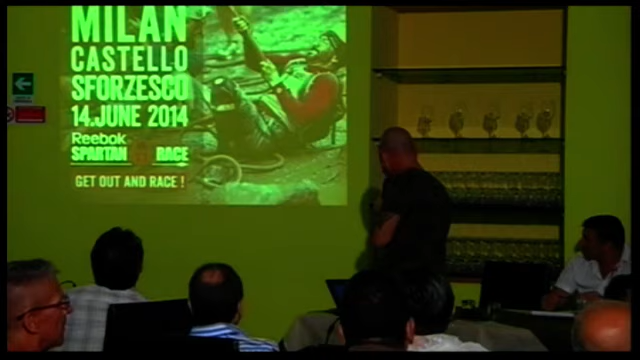 MILAN
CASTELLO
SFORZESCO
14.JUNE 2014
Reebok
SPARTAN RACE
GET OUT AND RACE !